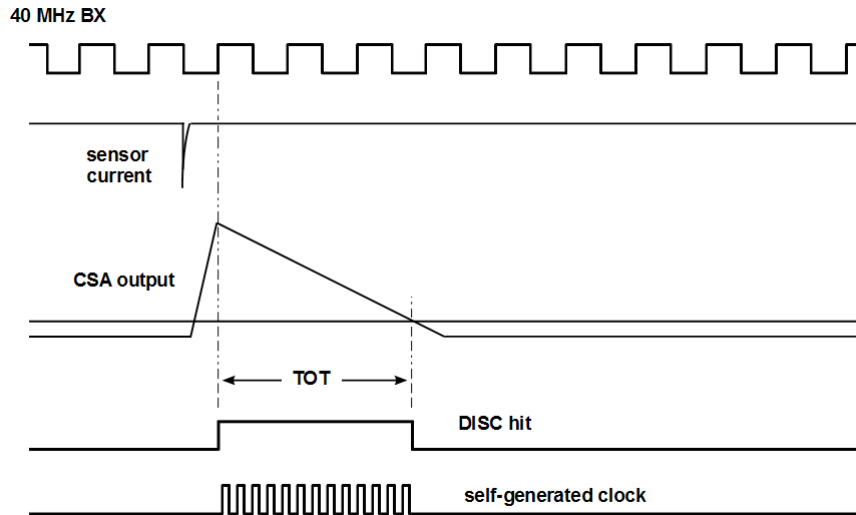 40 MHz BX
sensor
current
CSA output
TOT
DISC hit
self-generated clock